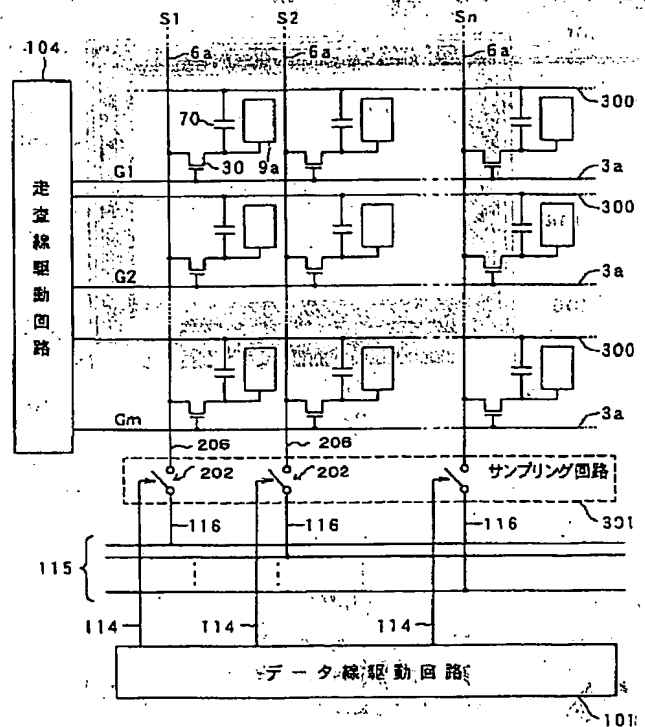 S1 S2 Sn
104 6a 6a 6a
70 300
30 9a
G1 3a
300
G2 3a
300
Gm 3a
206 206
202 202 サンプリング回路
116 116 116 301
115
114 114 114
データ線駆動回路
101
走査線駆動回路